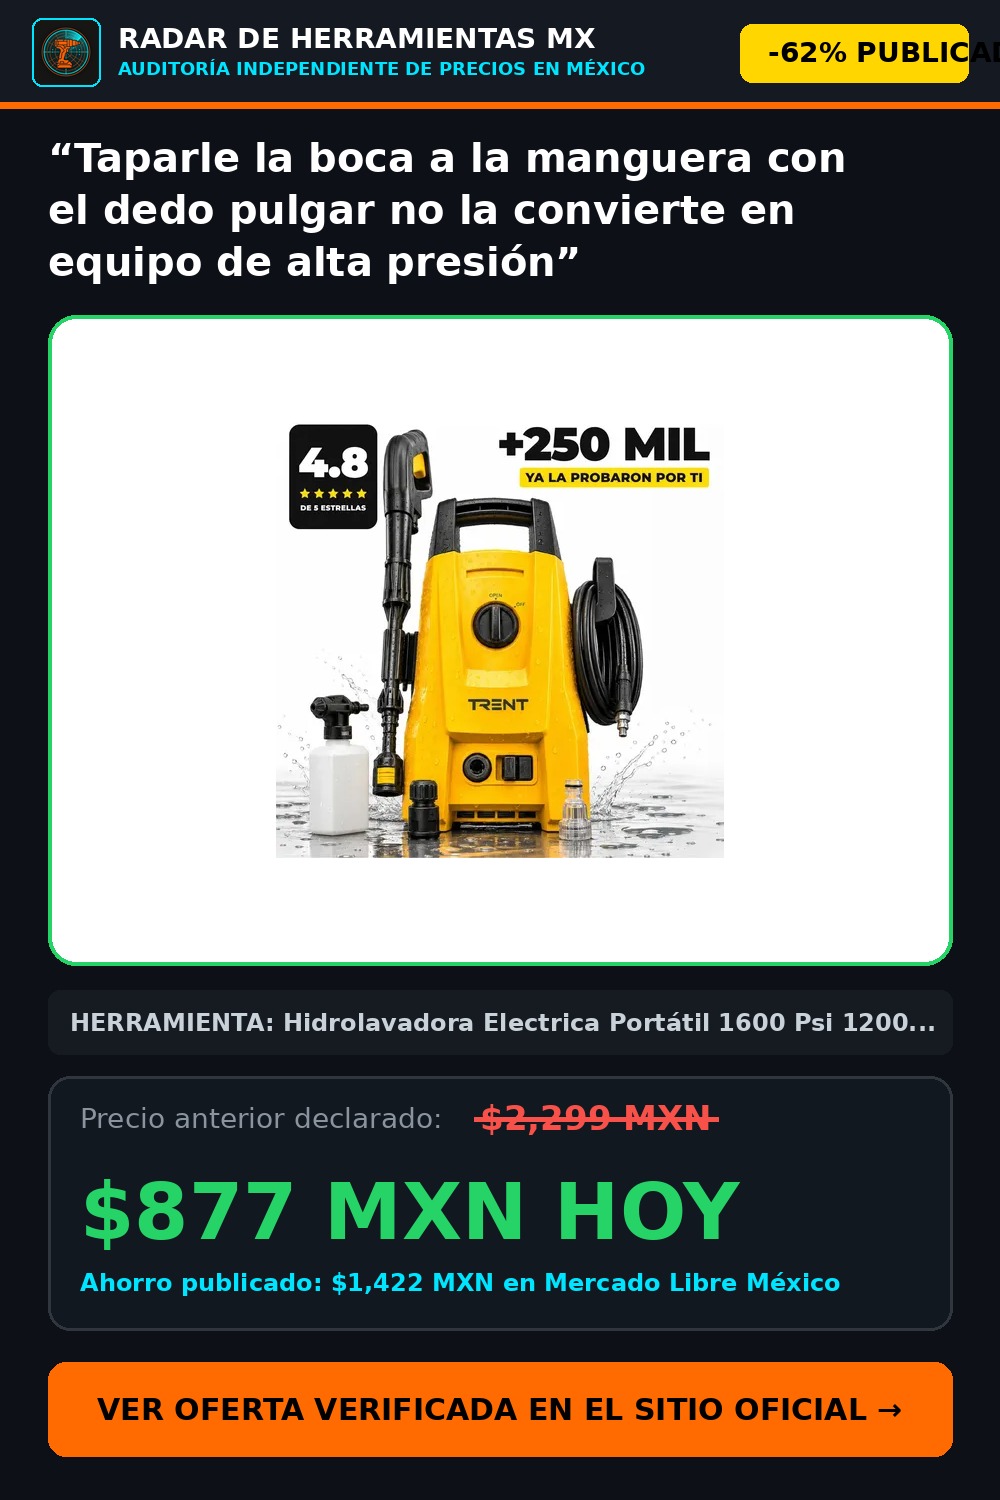 RADAR DE HERRAMIENTAS MX
AUDITORÍA INDEPENDIENTE DE PRECIOS EN MÉXICO
-62%
“Taparle la boca a la manguera con
el dedo pulgar no la convierte en
equipo de alta presión”
4.8
DE 5 ESTRELLAS
+250 MIL
YA LA PROBARON POR TI
OPEN
OFF
TRENT
HERRAMIENTA: Hidrolavadora Electrica Portátil 1600 Psi 1200...
Precio anterior declarado: $2,299 MXN
$877 MXN HOY
Ahorro publicado: $1,422 MXN en Mercado Libre México
VER OFERTA VERIFICADA EN EL SITIO OFICIAL →